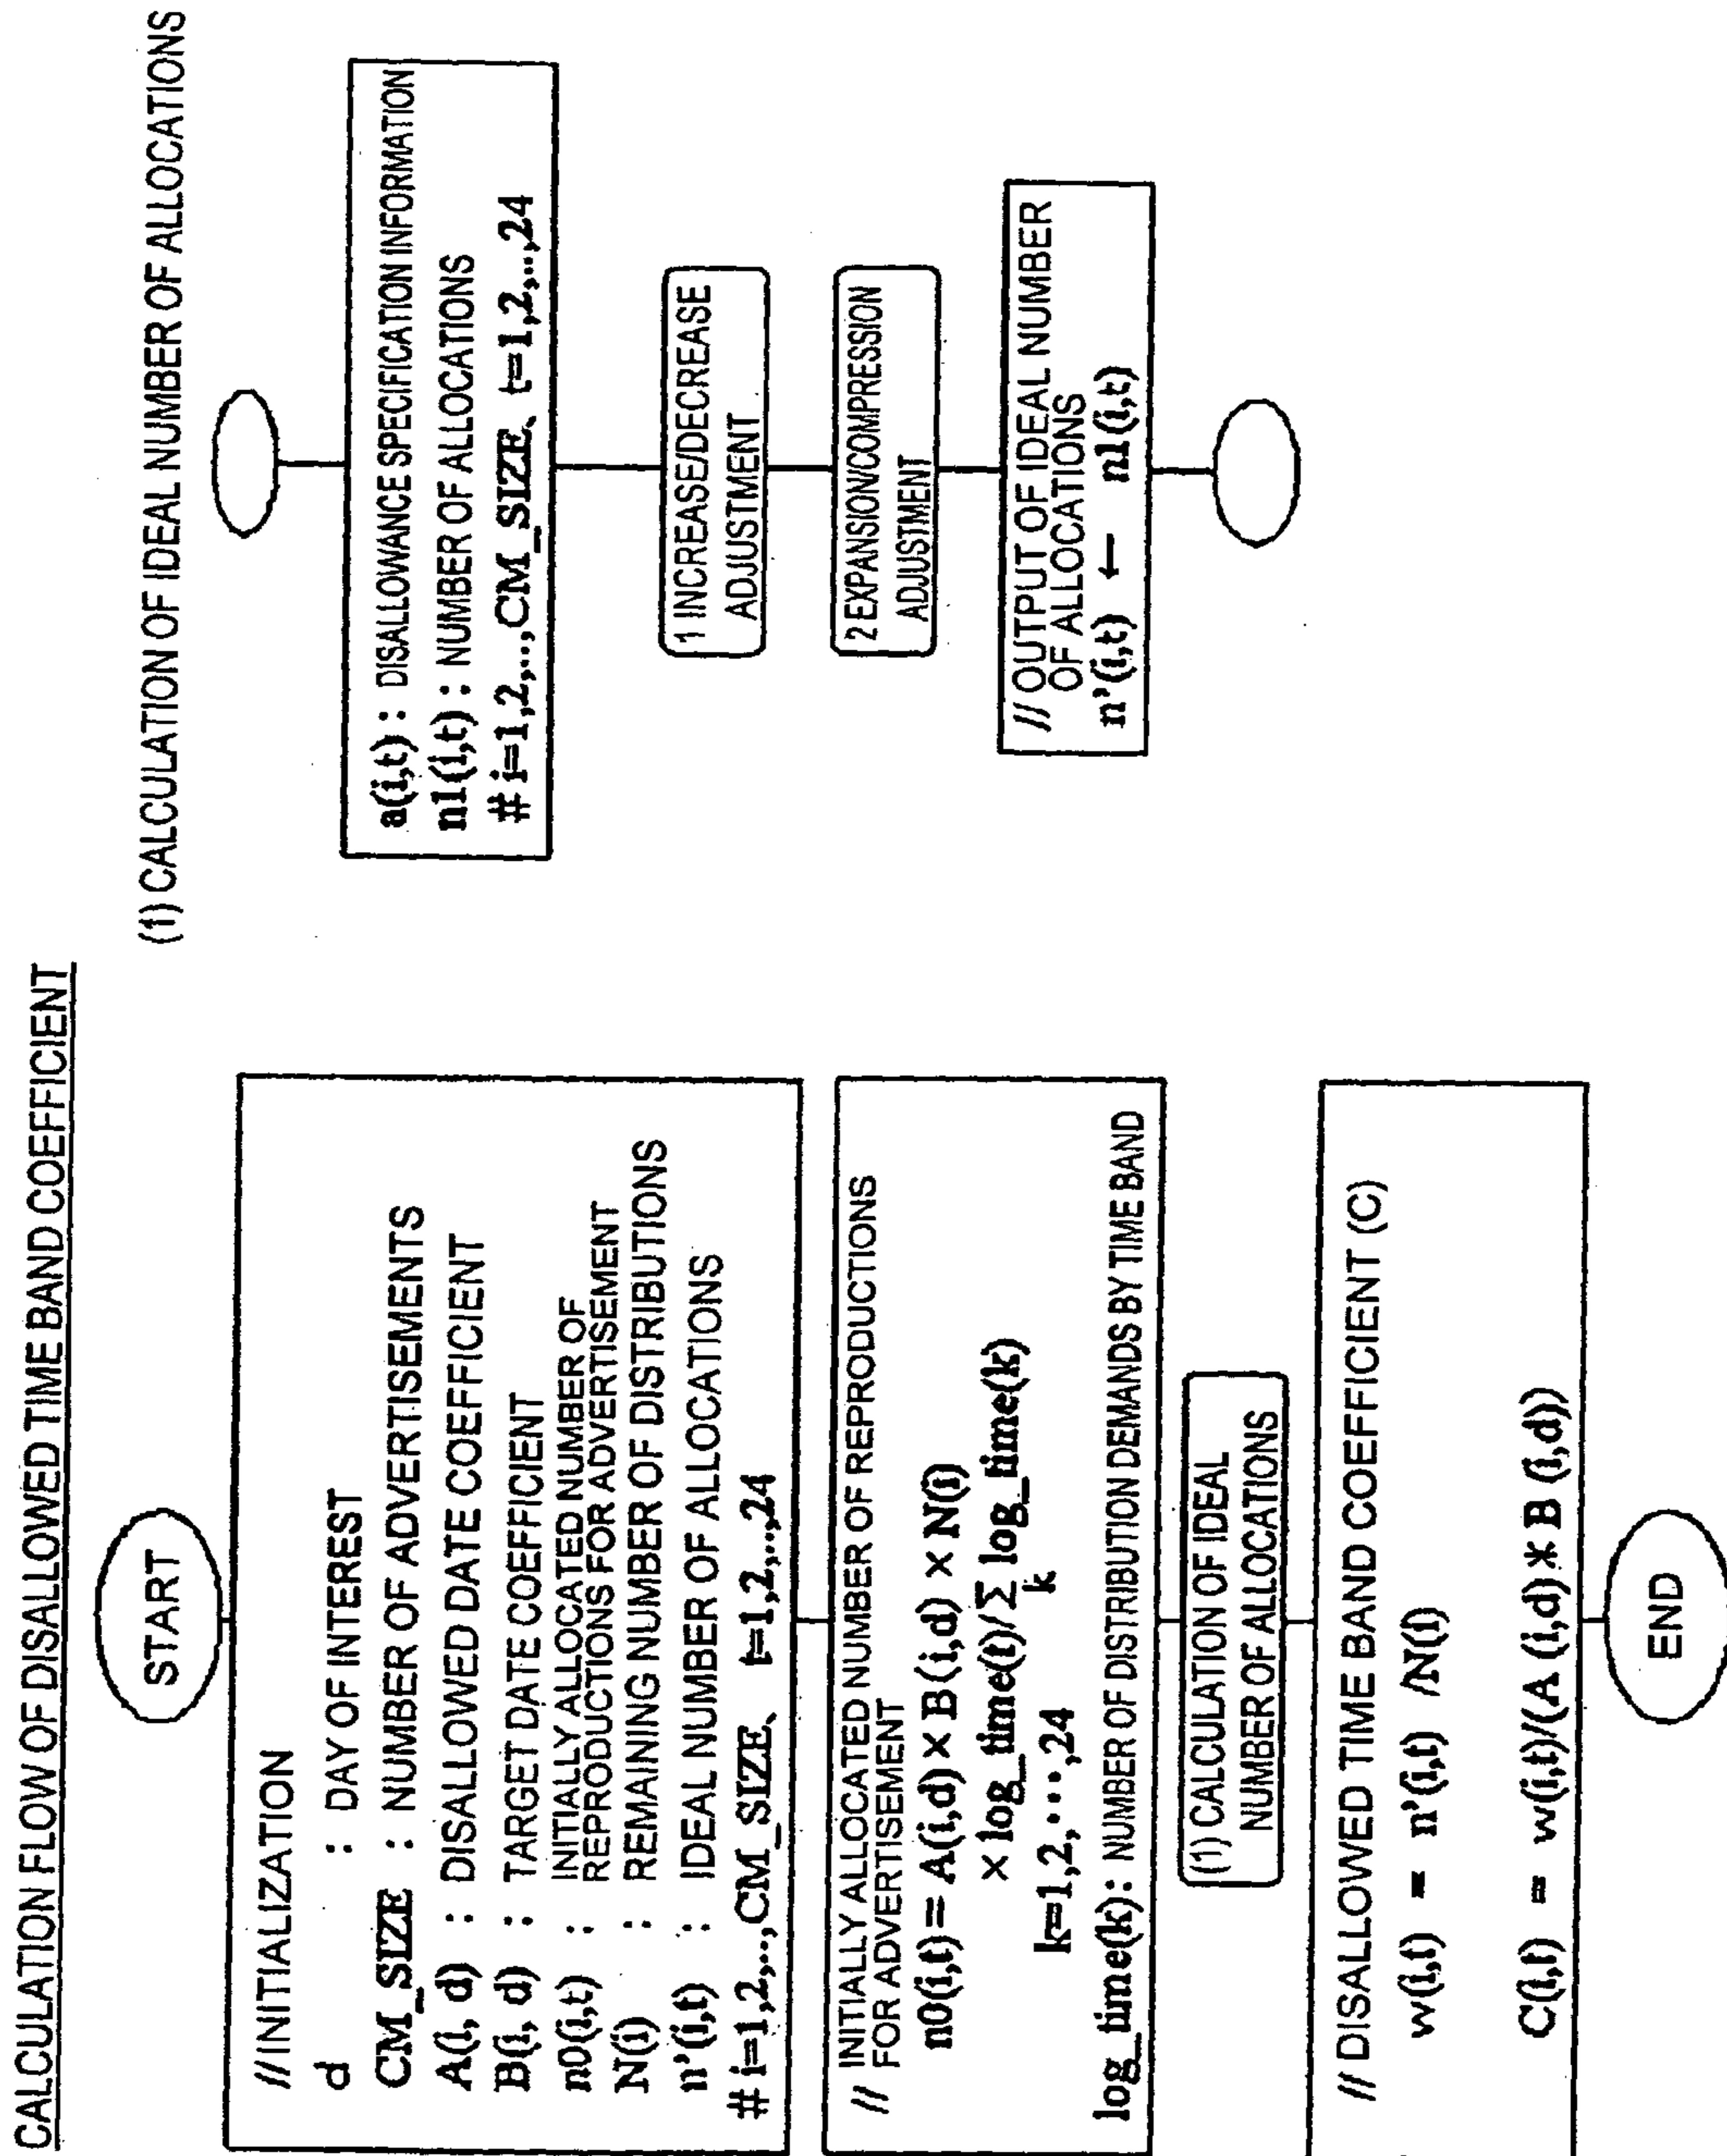 CALCULATION FLOW OF DISALLOWED TIME BAND COEFFICIENT
START
//INITIALIZATION
d : DAY OF INTEREST
CM_SIZE : NUMBER OF ADVERTISEMENTS
A(i, d) : DISALLOWED DATE COEFFICIENT
B(i, d) : TARGET DATE COEFFICIENT
n0(i,t) : INITIALLY ALLOCATED NUMBER OF
REPRODUCTIONS FOR ADVERTISEMENT
N(i) : REMAINING NUMBER OF DISTRIBUTIONS
n'(i,t) : IDEAL NUMBER OF ALLOCATIONS
# i=1,2,..,CM_SIZE、 t=1,2,..,24
// INITIALLY ALLOCATED NUMBER OF REPRODUCTIONS
// FOR ADVERTISEMENT
n0(i,t) = A(i,d) × B(i,d) × N(i)
× log_time(t)/∑ log_time(k)
k
k=1,2,···,24
log_time(k): NUMBER OF DISTRIBUTION DEMANDS BY TIME BAND
(1) CALCULATION OF IDEAL
NUMBER OF ALLOCATIONS
// DISALLOWED TIME BAND COEFFICIENT (C)
w(i,t) = n'(i,t) /N(i)
C(i,t) = w(i,t)/(A (i,d) × B (i,d))
END
(1) CALCULATION OF IDEAL NUMBER OF ALLOCATIONS
a(i,t) : DISALLOWANCE SPECIFICATION INFORMATION
n1(i,t) : NUMBER OF ALLOCATIONS
# i=1,2,..,CM_SIZE、 t=1,2,..,24
1 INCREASE/DECREASE
ADJUSTMENT
2 EXPANSION/COMPRESSION
ADJUSTMENT
// OUTPUT OF IDEAL NUMBER
OF ALLOCATIONS
n'(i,t) ← n1(i,t)